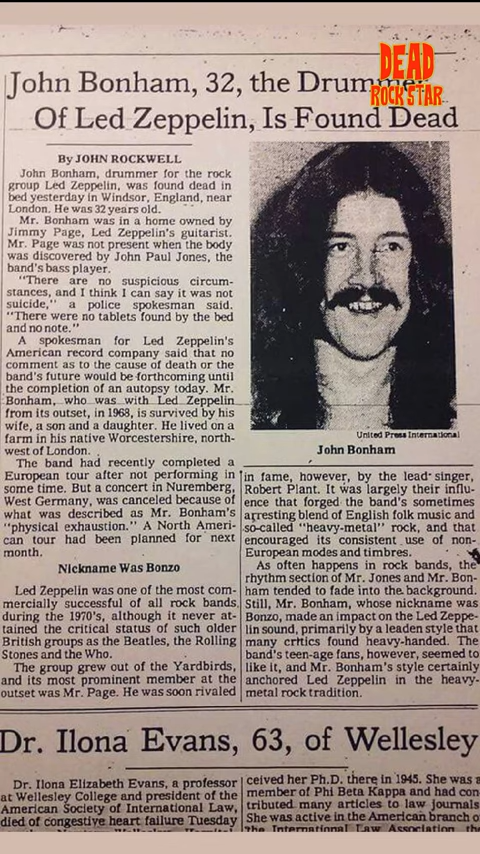 DEAD
ROCK STAR
John Bonham, 32, the Drummer
Of Led Zeppelin, Is Found Dead
By JOHN ROCKWELL
John Bonham, drummer for the rock
group Led Zeppelin, was found dead in
bed yesterday in Windsor, England, near
London. He was 32 years old.
Mr. Bonham was in a home owned by
Jimmy Page, Led Zeppelin's guitarist.
Mr. Page was not present when the body
was discovered by John Paul Jones, the
band's bass player.
"There are no suspicious circum-
stances, and I think I can say it was not
suicide," a police spokesman said.
"There were no tablets found by the bed
and no note."
A spokesman for Led Zeppelin's
American record company said that no
comment as to the cause of death or the
band's future would be forthcoming until
the completion of an autopsy today. Mr.
Bonham, who was with Led Zeppelin
from its outset, in 1968, is survived by his
wife, a son and a daughter. He lived on a
farm in his native Worcestershire, north-
west of London.
The band had recently completed a
European tour after not performing in
some time. But a concert in Nuremberg,
West Germany, was canceled because of
what was described as Mr. Bonham's
"physical exhaustion." A North Ameri-
can tour had been planned for next
month.
Nickname Was Bonzo
Led Zeppelin was one of the most com-
mercially successful of all rock bands
during the 1970's, although it never at-
tained the critical status of such older
British groups as the Beatles, the Rolling
Stones and the Who.
The group grew out of the Yardbirds,
and its most prominent member at the
outset was Mr. Page. He was soon rivaled
United Press International
John Bonham
in fame, however, by the lead singer,
Robert Plant. It was largely their influ-
ence that forged the band's sometimes
arresting blend of English folk music and
so-called "heavy-metal" rock, and that
encouraged its consistent use of non-
European modes and timbres.
As often happens in rock bands, the
rhythm section of Mr. Jones and Mr. Bon-
ham tended to fade into the background.
Still, Mr. Bonham, whose nickname was
Bonzo, made an impact on the Led Zeppe-
lin sound, primarily by a leaden style that
many crtics found heavy-handed. The
band's teen-age fans, however, seemed to
like it, and Mr. Bonham's style certainly
anchored Led Zeppelin in the heavy-
metal rock tradition.
Dr. Ilona Evans, 63, of Wellesley
Dr. Ilona Elizabeth Evans, a professor
at Wellesley College and president of the
American Society of International Law,
died of congestive heart failure Tuesday
ceived her Ph.D. there in 1945. She was a
member of Phi Beta Kappa and had con-
tributed many articles to law journals
She was active in the American branch of
the International Law Association, the